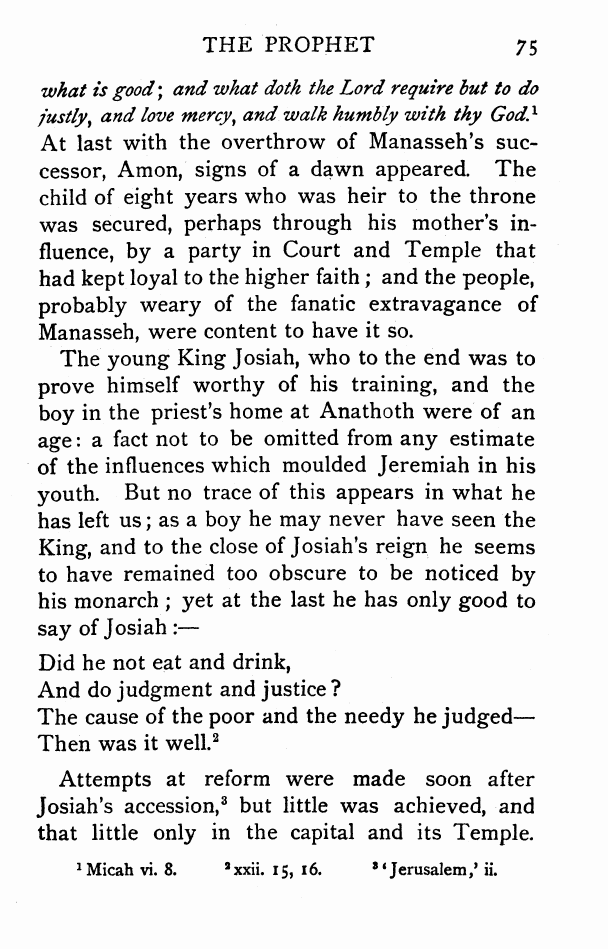 THE PROPHET 75
what is good; and what doth the Lord require but to do
justly, and love mercy, and walk humbly with thy God.¹
At last with the overthrow of Manasseh's suc-
cessor, Amon, signs of a dawn appeared. The
child of eight years who was heir to the throne
was secured, perhaps through his mother's in-
fluence, by a party in Court and Temple that
had kept loyal to the higher faith; and the people,
probably weary of the fanatic extravagance of
Manasseh, were content to have it so.
The young King Josiah, who to the end was to
prove himself worthy of his training, and the
boy in the priest's home at Anathoth were of an
age: a fact not to be omitted from any estimate
of the influences which moulded Jeremiah in his
youth. But no trace of this appears in what he
has left us; as a boy he may never have seen the
King, and to the close of Josiah's reign he seems
to have remained too obscure to be noticed by
his monarch; yet at the last he has only good to
say of Josiah:—
Did he not eat and drink,
And do judgment and justice?
The cause of the poor and the needy he judged—
Then was it well.²
Attempts at reform were made soon after
Josiah's accession,³ but little was achieved, and
that little only in the capital and its Temple.
¹ Micah vi. 8. ² xxii. 15, 16. ³ 'Jerusalem,' ii.